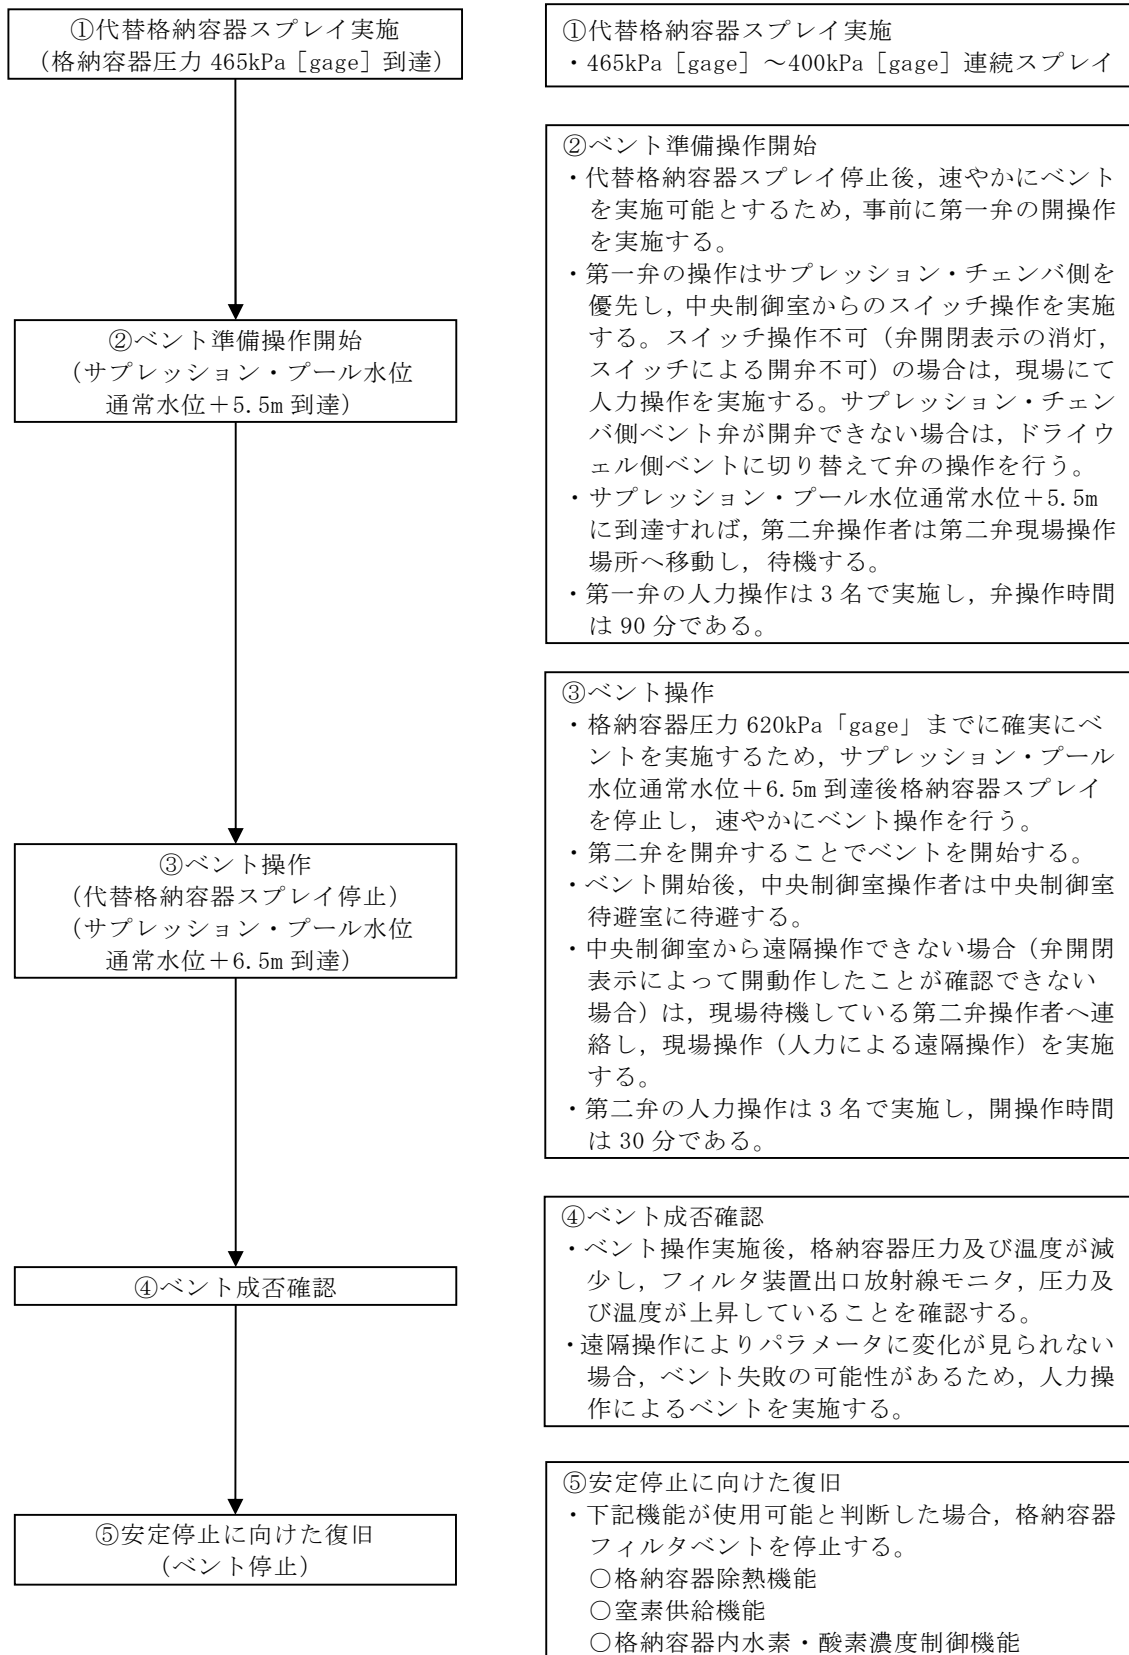 ①代替格納容器スプレイ実施
(格納容器圧力 465kPa［gage］到達)
①代替格納容器スプレイ実施
・465kPa［gage］～400kPa［gage］連続スプレイ
②ベント準備操作開始
(サプレッション・プール水位
通常水位＋5.5m 到達)
②ベント準備操作開始
・代替格納容器スプレイ停止後，速やかにベント
を実施可能とするため，事前に第一弁の開操作
を実施する。
・第一弁の操作はサプレッション・チェンバ側を
優先し，中央制御室からのスイッチ操作を実施
する。スイッチ操作不可（弁開閉表示の消灯，
スイッチによる開弁不可）の場合は，現場にて
人力操作を実施する。サプレッション・チェン
バ側ベント弁が開弁できない場合は，ドライウ
ェル側ベントに切り替えて弁の操作を行う。
・サプレッション・プール水位通常水位＋5.5m
に到達すれば，第二弁操作者は第二弁現場操作
場所へ移動し，待機する。
・第一弁の人力操作は 3 名で実施し，弁操作時間
は 90 分である。
③ベント操作
(代替格納容器スプレイ停止)
(サプレッション・プール水位
通常水位＋6.5m 到達)
③ベント操作
・格納容器圧力 620kPa「gage」までに確実にベ
ントを実施するため，サプレッション・プール
水位通常水位＋6.5m 到達後格納容器スプレイ
を停止し，速やかにベント操作を行う。
・第二弁を開弁することでベントを開始する。
・ベント開始後，中央制御室操作者は中央制御室
待避室に待避する。
・中央制御室から遠隔操作できない場合（弁開閉
表示によって開動作したことが確認できない
場合）は，現場待機している第二弁操作者へ連
絡し，現場操作（人力による遠隔操作）を実施
する。
・第二弁の人力操作は 3 名で実施し，開操作時間
は 30 分である。
④ベント成否確認
④ベント成否確認
・ベント操作実施後，格納容器圧力及び温度が減
少し，フィルタ装置出口放射線モニタ，圧力及
び温度が上昇していることを確認する。
・遠隔操作によりパラメータに変化が見られない
場合，ベント失敗の可能性があるため，人力操
作によるベントを実施する。
⑤安定停止に向けた復旧
(ベント停止)
⑤安定停止に向けた復旧
・下記機能が使用可能と判断した場合，格納容器
フィルタベントを停止する。
○格納容器除熱機能
○窒素供給機能
○格納容器内水素・酸素濃度制御機能